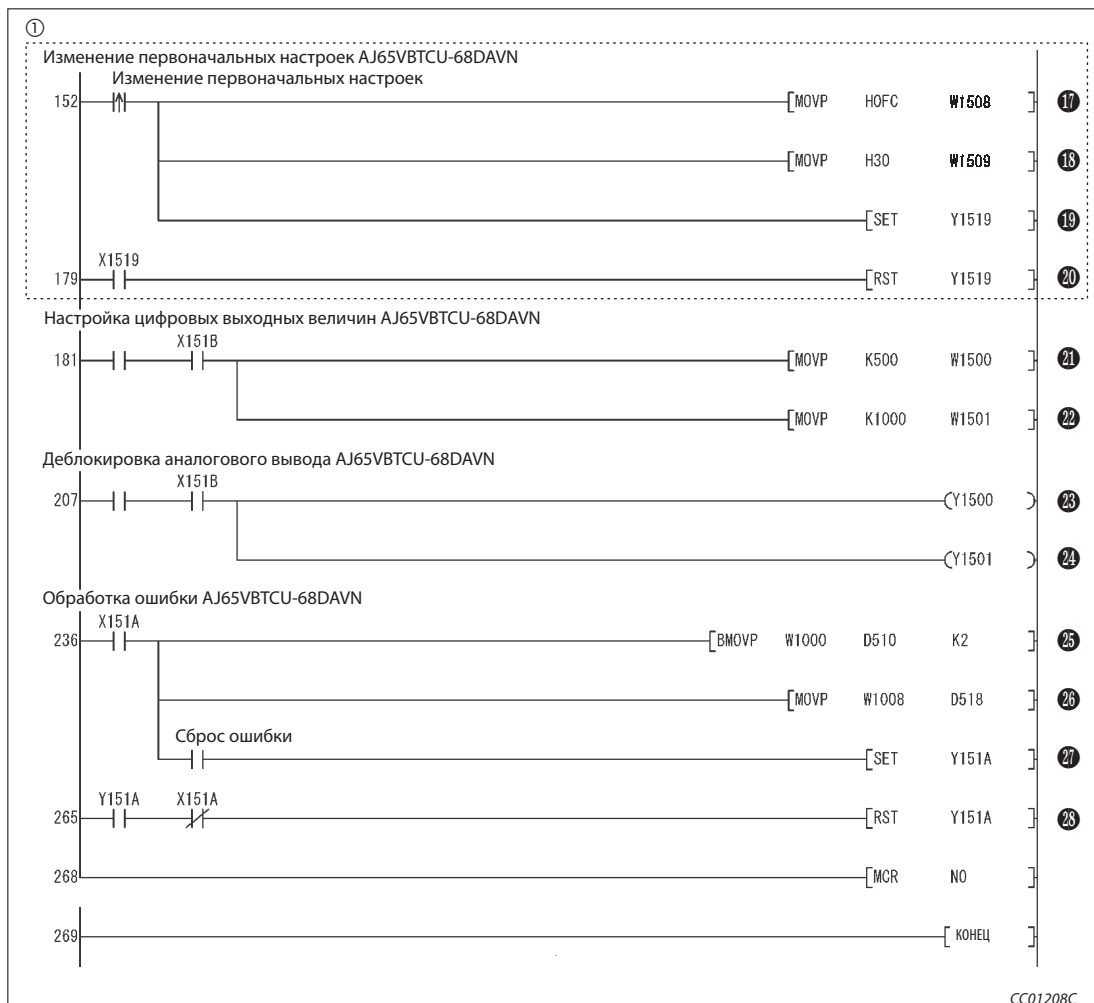 ①
Изменение первоначальных настроек AJ65VBTCU-68DAVN
Изменение первоначальных настроек
152 MOVP H0FC W1508 17
MOVP H30 W1509 18
SET Y1519 19
X1519
179 RST Y1519 20
Настройка цифровых выходных величин AJ65VBTCU-68DAVN
X151B
181 MOVP K500 W1500 21
MOVP K1000 W1501 22
Деблокировка аналогового вывода AJ65VBTCU-68DAVN
X151B
207 Y1500 23
Y1501 24
Обработка ошибки AJ65VBTCU-68DAVN
X151A
236 BMOVP W1000 D510 K2 25
MOVP W1008 D518 26
Сброс ошибки
SET Y151A 27
Y151A X151A
265 RST Y151A 28
268 MCR N0
269 КОНЕЦ
CC01208C